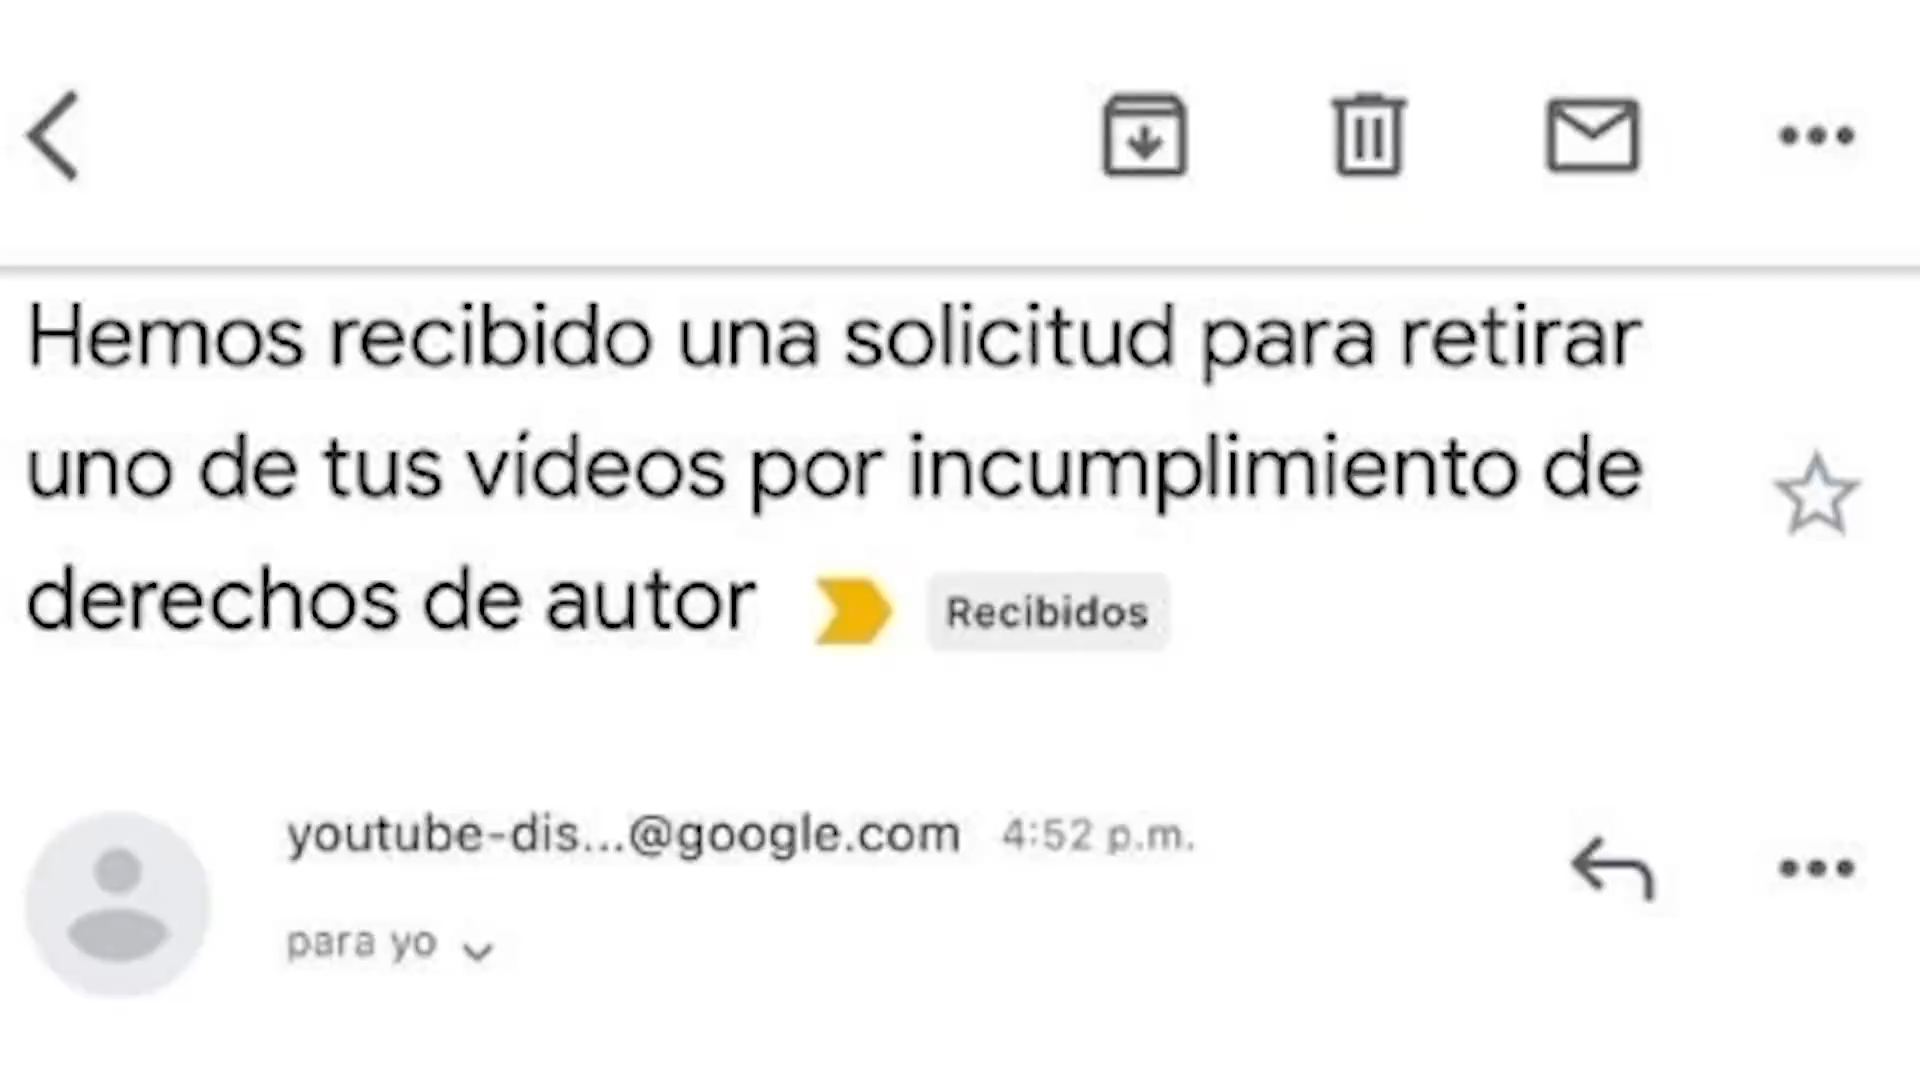 Hemos recibido una solicitud para retirar
uno de tus vídeos por incumplimiento de
derechos de autor Recibidos
youtube-dis...@google.com 4:52 p.m.
para yo